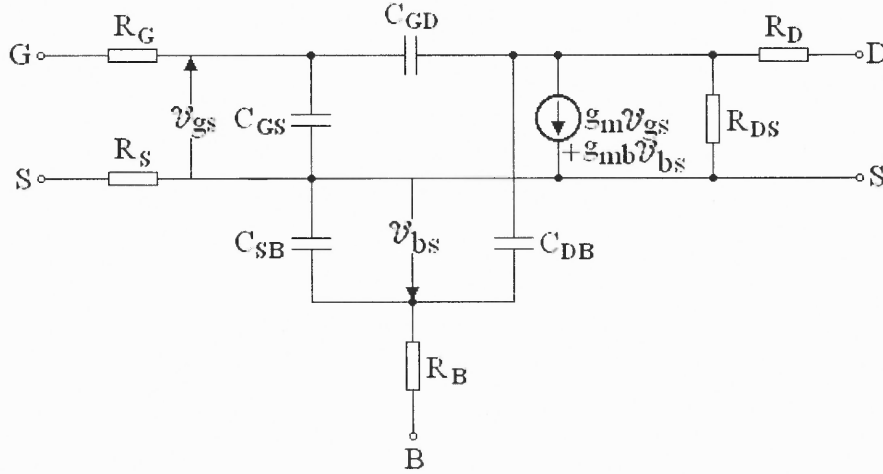 C_GD
R_G
R_D
G
D
v_gs
C_GS
g_m v_gs
+g_mb v_bs
R_DS
R_S
S
S
C_SB
v_bs
C_DB
R_B
B